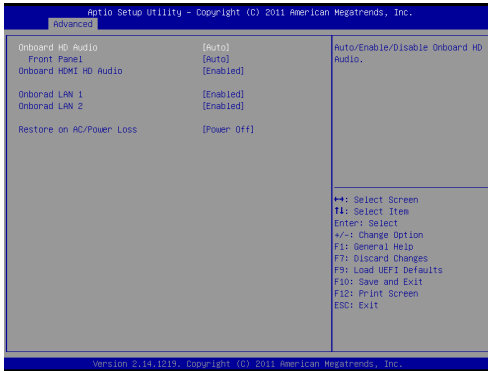 Aptio Setup Utility – Copyright (C) 2011 American Megatrends, Inc.
Advanced
Onboard HD Audio [Auto]
Front Panel [Auto]
Onboard HDMI HD Audio [Enabled]
Onborad LAN 1 [Enabled]
Onborad LAN 2 [Enabled]
Restore on AC/Power Loss [Power Off]
Auto/Enable/Disable Onboard HD
Audio.
↔: Select Screen
↑↓: Select Item
Enter: Select
+/-: Change Option
F1: General Help
F7: Discard Changes
F9: Load UEFI Defaults
F10: Save and Exit
F12: Print Screen
ESC: Exit
Version 2.14.1219. Copyright (C) 2011 American Megatrends, Inc.